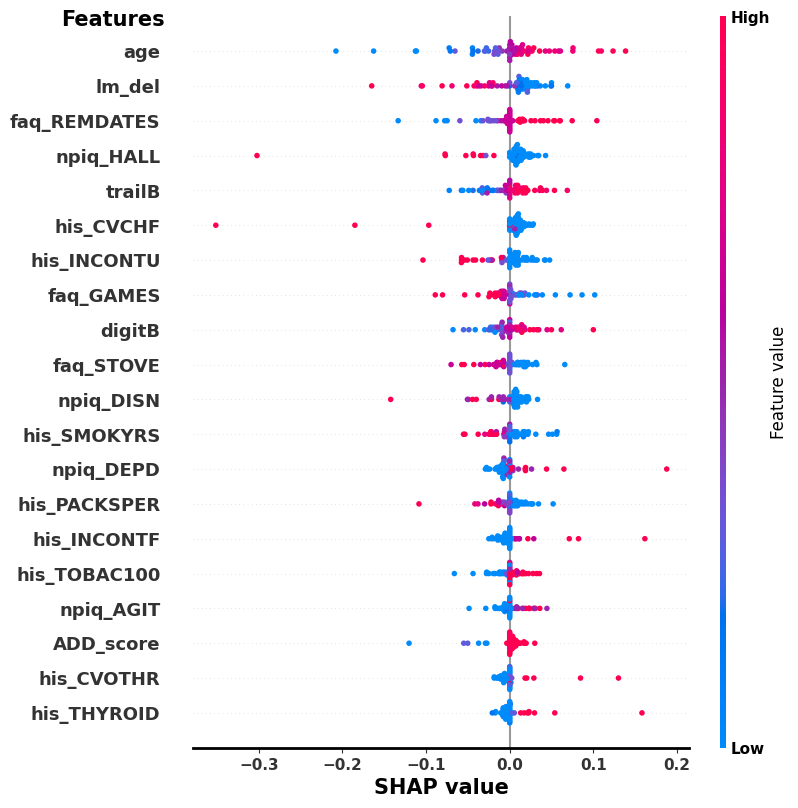 Features
High
age
lm_del
faq_REMDATES
npiq_HALL
trailB
his_CVCHF
his_INCONTU
faq_GAMES
digitB
faq_STOVE
npiq_DISN
his_SMOKYRS
npiq_DEPD
his_PACKSPER
his_INCONTF
his_TOBAC100
npiq_AGIT
ADD_score
his_CVOTHR
his_THYROID
Feature value
Low
−0.3 −0.2 −0.1 0.0 0.1 0.2
SHAP value